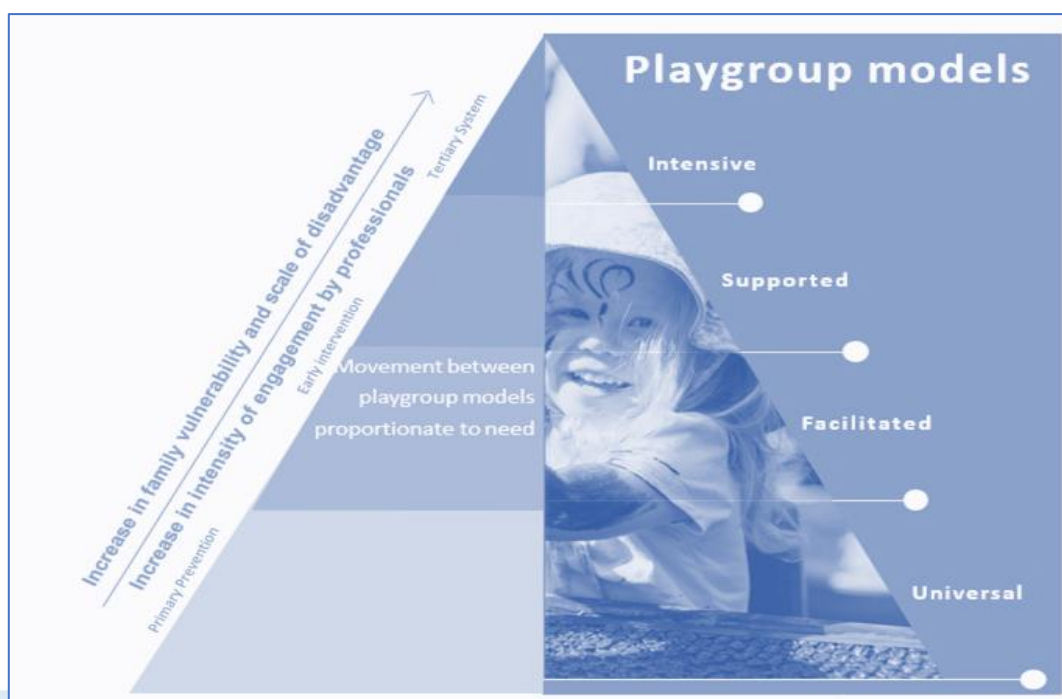 Playgroup models
Intensive
Supported
Facilitated
Universal
Increase in family vulnerability and scale of disadvantage
Increase in intensity of engagement by professionals
Tertiary System
Early intervention
Primary Prevention
Movement between
playgroup models
proportionate to need